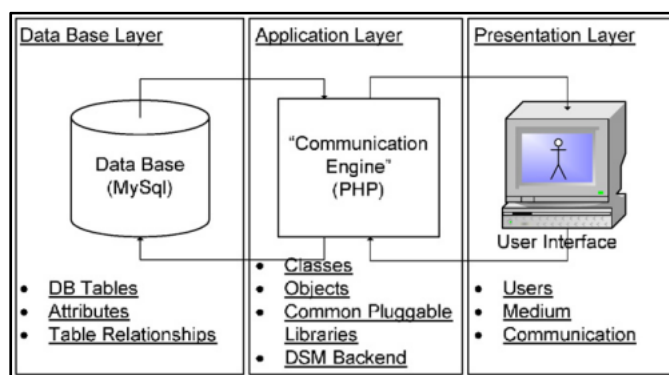 Data Base Layer
Data Base
(MySql)
• DB Tables
• Attributes
• Table Relationships
Application Layer
“Communication
Engine”
(PHP)
• Classes
• Objects
• Common Pluggable
Libraries
• DSM Backend
Presentation Layer
User Interface
• Users
• Medium
• Communication